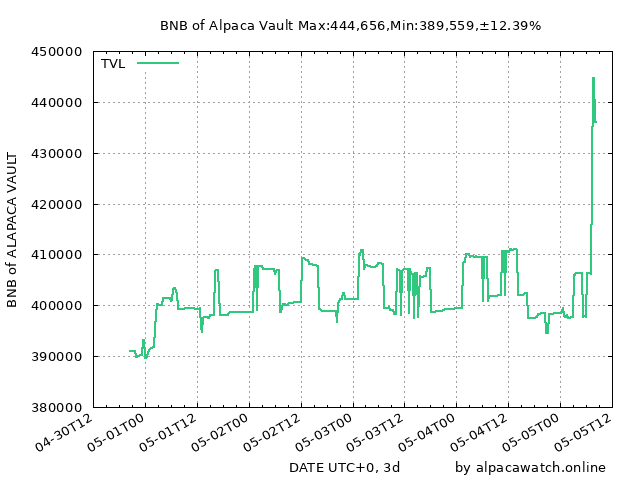 BNB of Alpaca Vault Max:444,656,Min:389,559,±12.39%
TVL
BNB of ALAPACA VAULT
450000
440000
430000
420000
410000
400000
390000
380000
04-30T12
05-01T00
05-01T12
05-02T00
05-02T12
05-03T00
05-03T12
05-04T00
05-04T12
05-05T00
05-05T12
DATE UTC+0, 3d
by alpacawatch.online